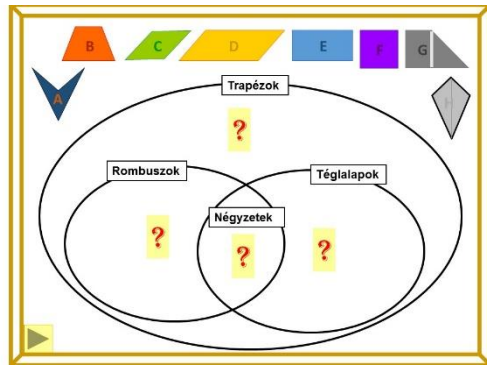 B
C
D
E
F
G
A
H
Trapézok
?
Rombuszok
Téglalapok
Négyzetek
?
?
?